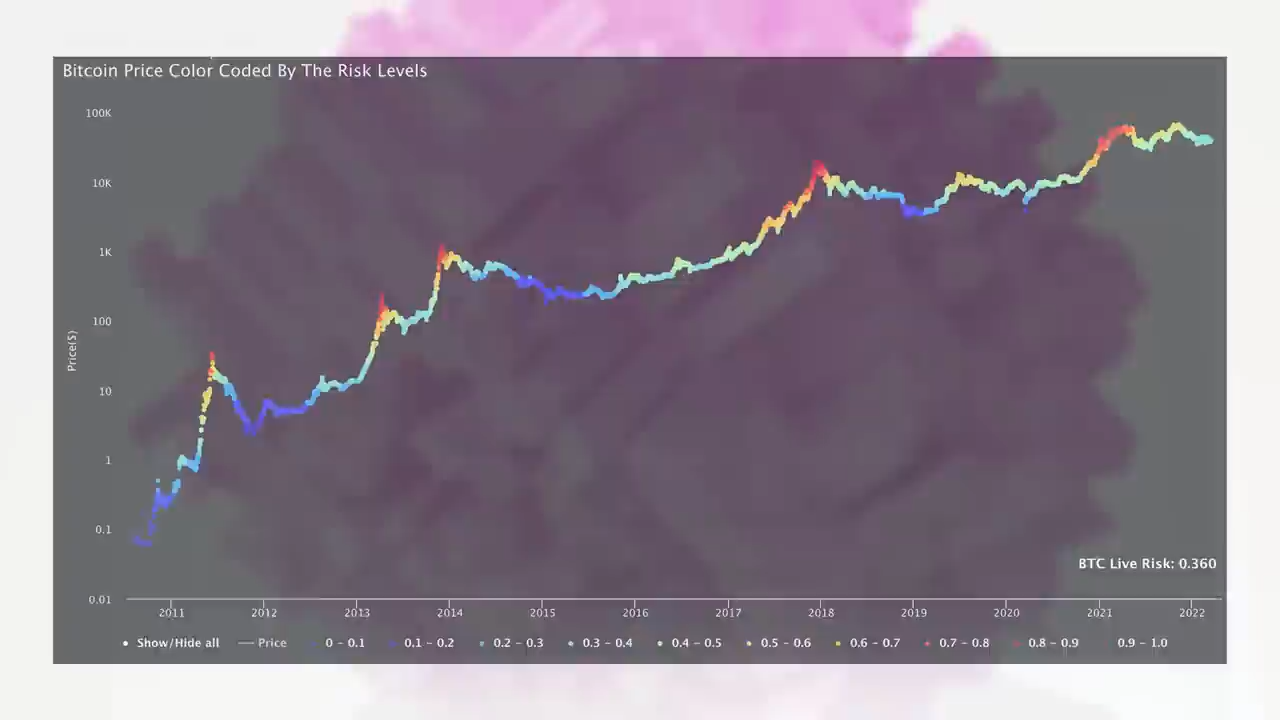 Bitcoin Price Color Coded By The Risk Levels
100K
10K
1K
100
10
1
0.1
0.01
Price($)
BTC Live Risk: 0.360
2011 2012 2013 2014 2015 2016 2017 2018 2019 2020 2021 2022
Show/Hide all Price 0 - 0.1 0.1 - 0.2 0.2 - 0.3 0.3 - 0.4 0.4 - 0.5 0.5 - 0.6 0.6 - 0.7 0.7 - 0.8 0.8 - 0.9 0.9 - 1.0